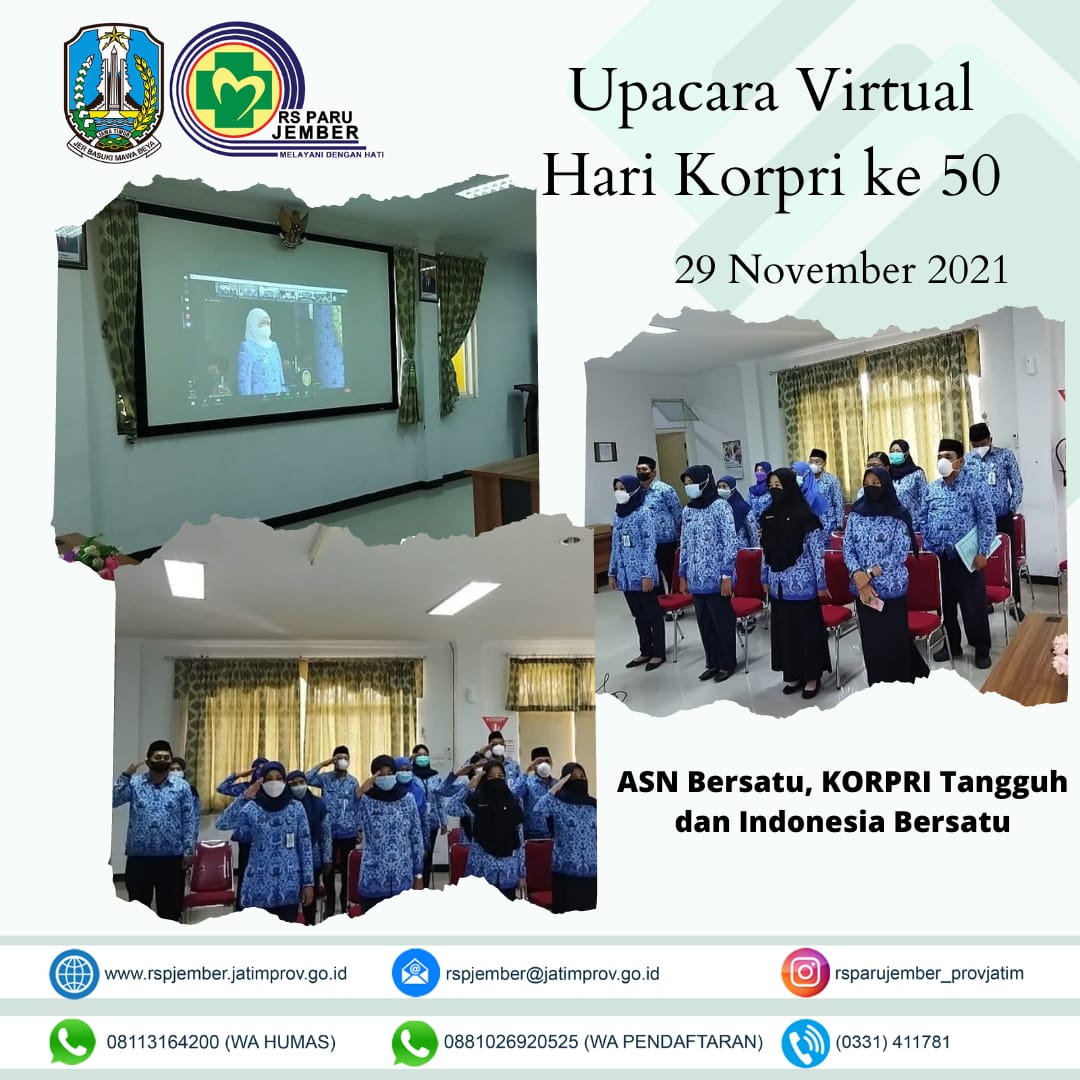 JAWA TIMUR
JER BASUKI MAWA BEYA
RS PARU
JEMBER
MELAYANI DENGAN HATI
Upacara Virtual
Hari Korpri ke 50
29 November 2021
ASN Bersatu, KORPRI Tangguh
dan Indonesia Bersatu
www.rspjember.jatimprov.go.id
rspjember@jatimprov.go.id
rsparujember_provjatim
08113164200 (WA HUMAS)
0881026920525 (WA PENDAFTARAN)
(0331) 411781